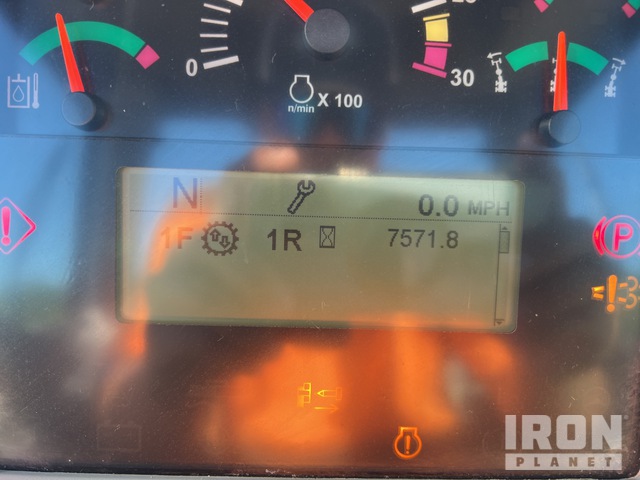 0
30
n/min X 100
N 0.0 MPH
1F 1R 7571.8
P
IRON
PLANET